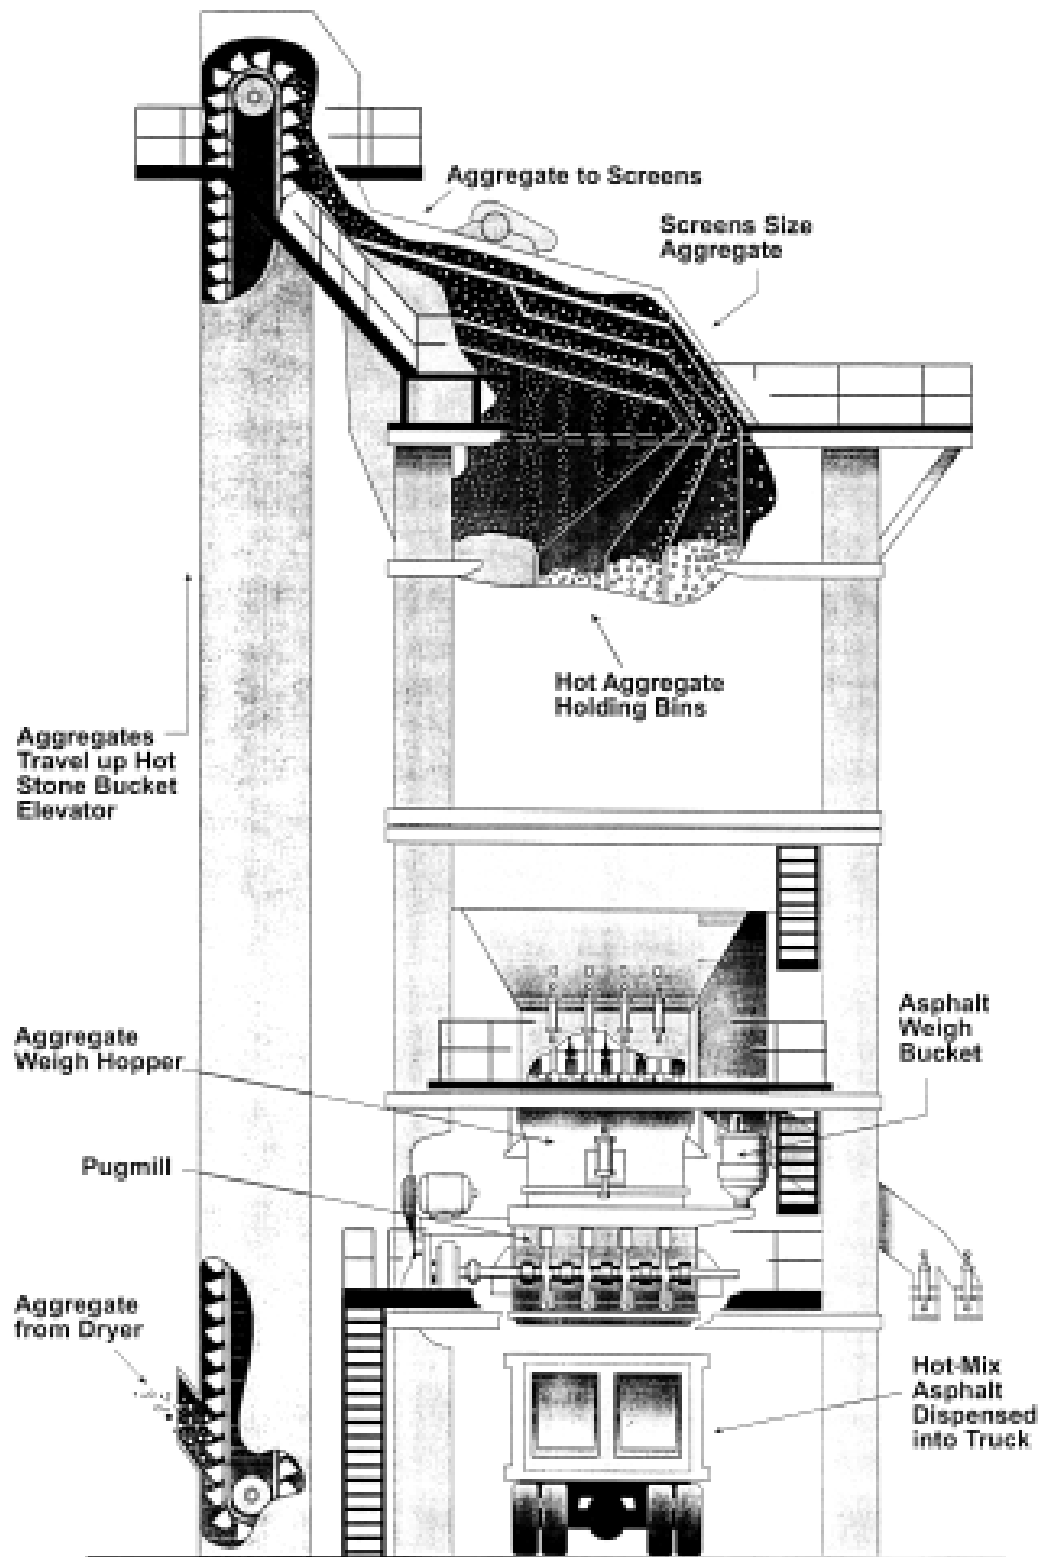 Aggregate to Screens
Screens Size
Aggregate
Hot Aggregate
Holding Bins
Aggregates
Travel up Hot
Stone Bucket
Elevator
Asphalt
Weigh
Bucket
Aggregate
Weigh Hopper
Pugmill
Aggregate
from Dryer
Hot-Mix
Asphalt
Dispensed
into Truck